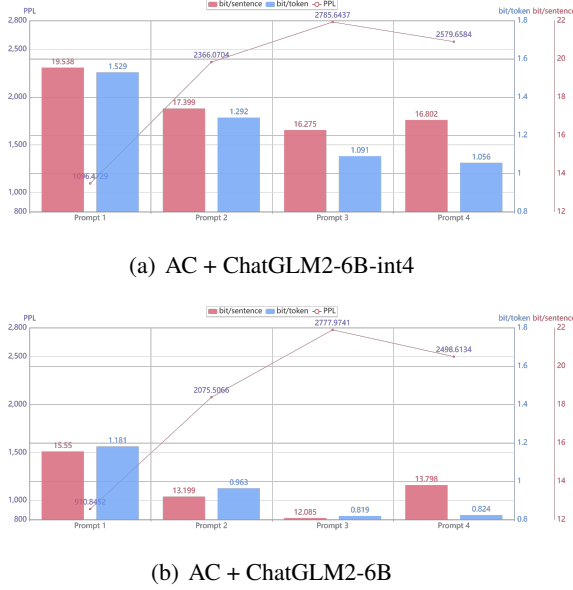 bit/sentence bit/token PPL
PPL bit/token bit/sentence
2,800 1.8 22
2785.6437
2,500 2579.6584 20
2366.0704 1.6
19.538
1.529 18
2,000 17.399 1.4
16.802
16.275 16
1.292
1,500 1.2
1.091 1.056 14
1,000 1096.4729 1
800 0.8 12
Prompt 1 Prompt 2 Prompt 3 Prompt 4
(a) AC + ChatGLM2-6B-int4
bit/sentence bit/token PPL
PPL bit/token bit/sentence
2,800 2777.9741 1.8 22
2,500 2498.6134 20
1.6
2075.5066
2,000 18
1.4
15.55 1.181 16
1,500 1.2
13.798 14
13.199 0.963
1,000 1
910.8452 12.085 0.819 0.824
800 0.8 12
Prompt 1 Prompt 2 Prompt 3 Prompt 4
(b) AC + ChatGLM2-6B